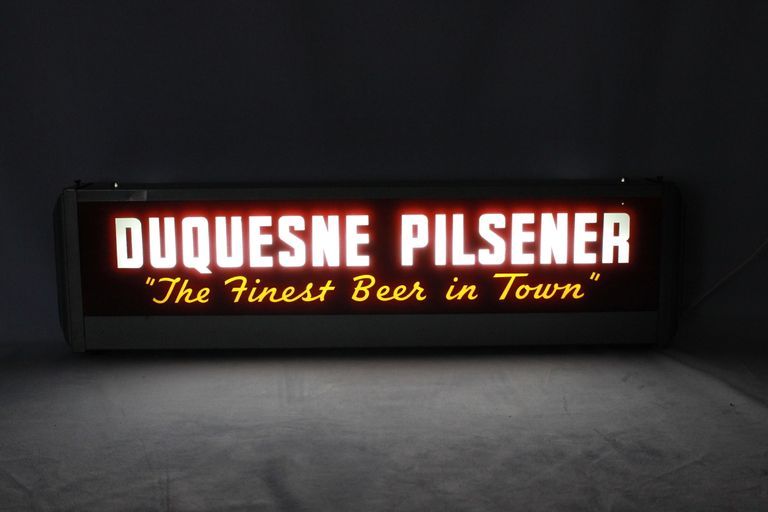 DUQUESNE PILSENER
"The Finest Beer in Town"